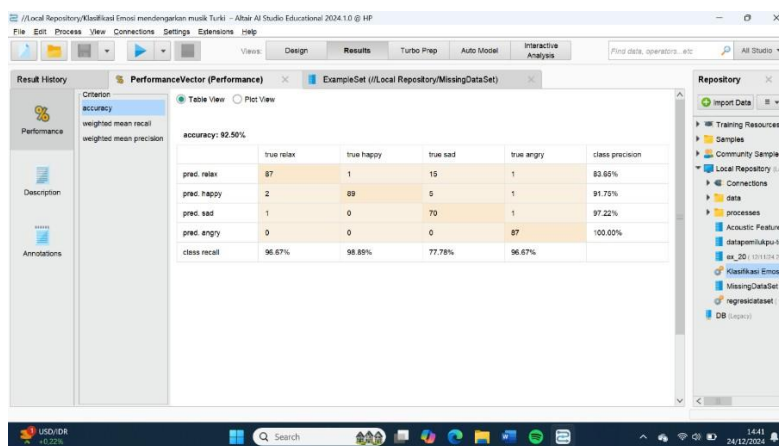 //Local Repository/Klasifikasi Emosi mendengarkan musik Turki – Altair AI Studio Educational 2024.1.0 @ HP
File Edit Process View Connections Settings Extensions Help
Views: Design Results Turbo Prep Auto Model Interactive Analysis Find data, operators...etc All Studio
Result History PerformanceVector (Performance) ExampleSet (//Local Repository/MissingDataSet) Repository
Performance
Description
Annotations
Criterion
accuracy
weighted mean recall
weighted mean precision
Table View Plot View
accuracy: 92.50%
true relax true happy true sad true angry class precision
pred. relax 87 1 15 1 83.65%
pred. happy 2 89 5 1 91.75%
pred. sad 1 0 70 1 97.22%
pred. angry 0 0 0 87 100.00%
class recall 96.67% 98.89% 77.78% 96.67%
Import Data
Training Resources
Samples
Community Sample
Local Repository
Connections
data
processes
Acoustic Feature
datapemilukpu-t
ex_20
Klasifikasi Emos
MissingDataSet
regresidataset
DB (Legacy)
USD/IDR
+0,22%
Search
14:41
24/12/2024